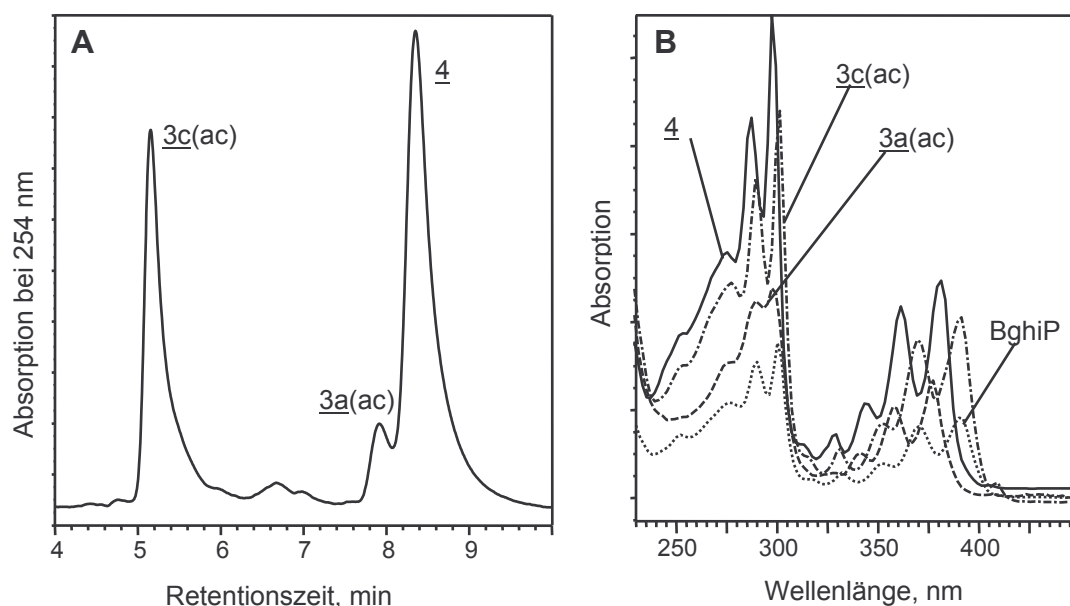 A
3c(ac)
4
3a(ac)
Absorption bei 254 nm
4 5 6 7 8 9
Retentionszeit, min
B
3c(ac)
4
3a(ac)
BghiP
Absorption
250 300 350 400
Wellenlänge, nm